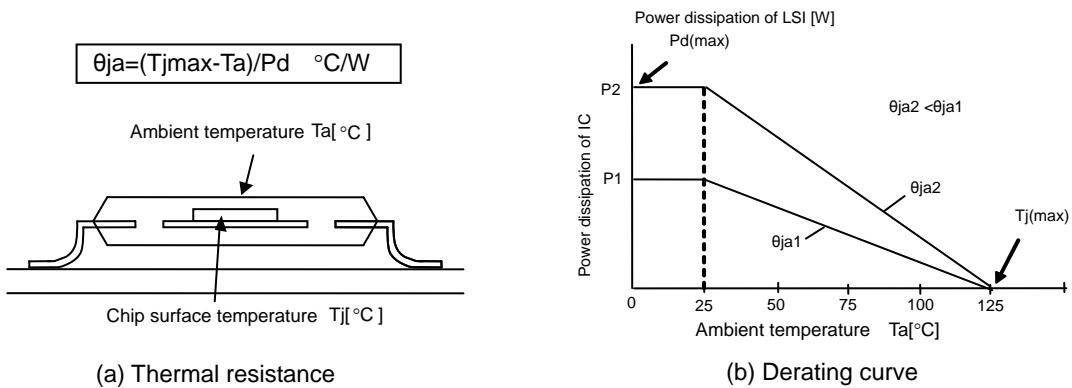 θja=(Tjmax-Ta)/Pd °C/W
Ambient temperature Ta[°C]
Chip surface temperature Tj[°C]
(a) Thermal resistance
Power dissipation of LSI [W]
Pd(max)
P2
θja2 <θja1
Power dissipation of IC
P1
θja2
Tj(max)
θja1
0 25 50 75 100 125
Ambient temperature Ta[°C]
(b) Derating curve